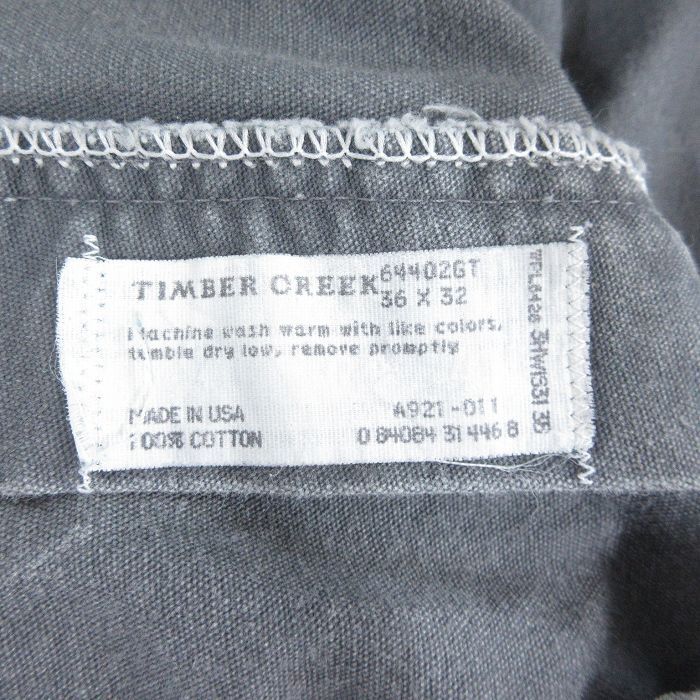 TIMBER CREEK 64402GT
36 X 32
Machine wash warm with like colors,
tumble dry low, remove promptly
MADE IN USA A921-011
100% COTTON 0 84084 31446 8